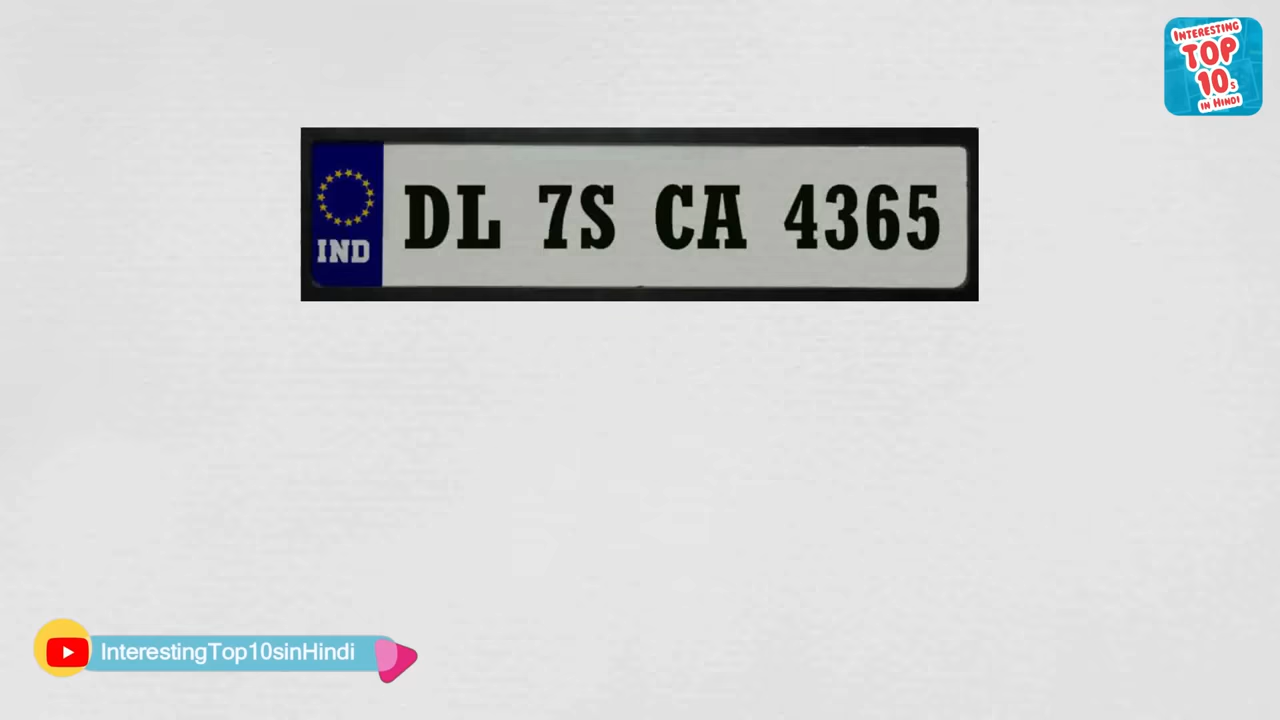 INTERESTING
TOP
10s
IN HINDI
DL 7S CA 4365
IND
InterestingTop10sinHindi